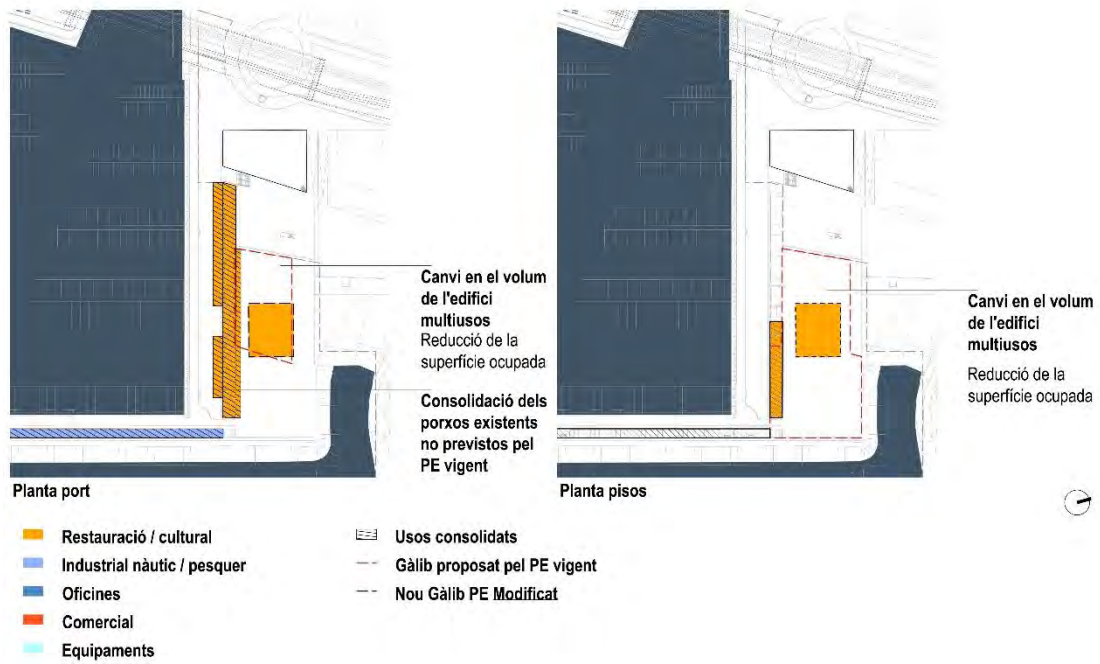 Canvi en el volum
de l'edifici
multiusos
Reducció de la
superfície ocupada
Consolidació dels
porxos existents
no previstos pel
PE vigent
Planta port
Canvi en el volum
de l'edifici
multiusos
Reducció de la
superfície ocupada
Planta pisos
Restauració / cultural
Industrial nàutic / pesquer
Oficines
Comercial
Equipaments
Usos consolidats
Gàlib proposat pel PE vigent
Nou Gàlib PE Modificat